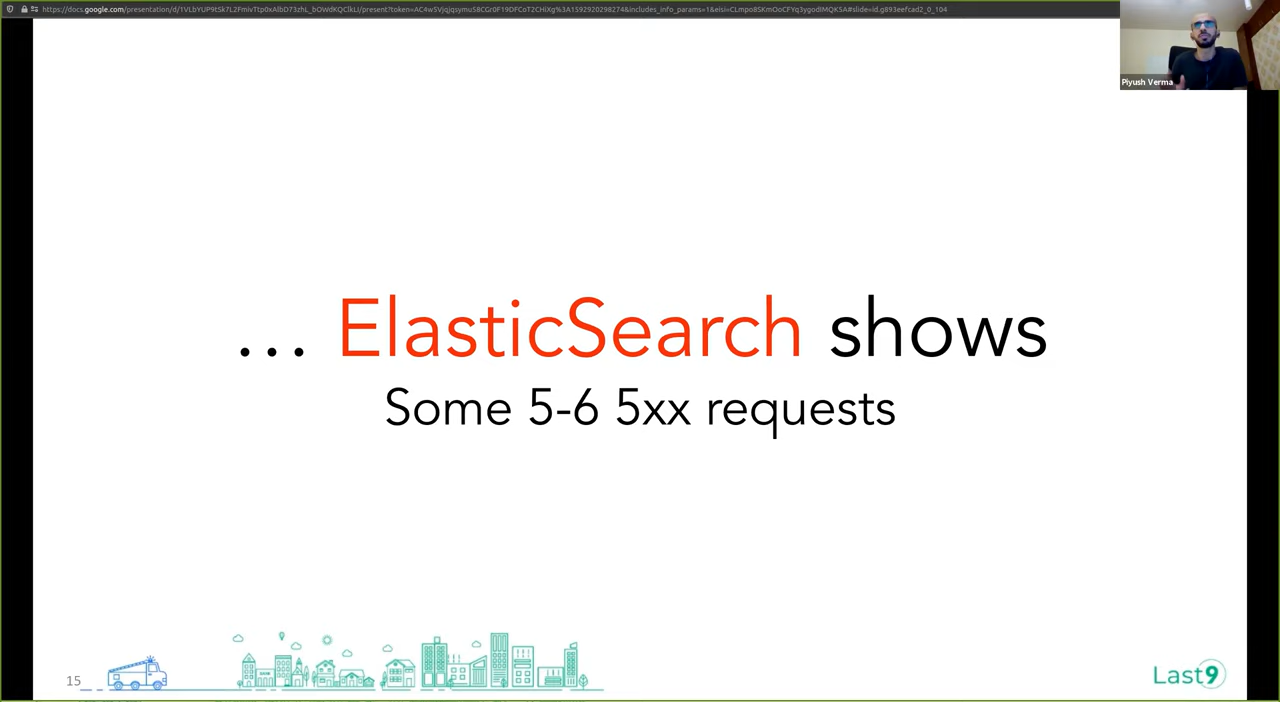 Piyush Verma
... ElasticSearch shows
Some 5-6 5xx requests
15
Last9